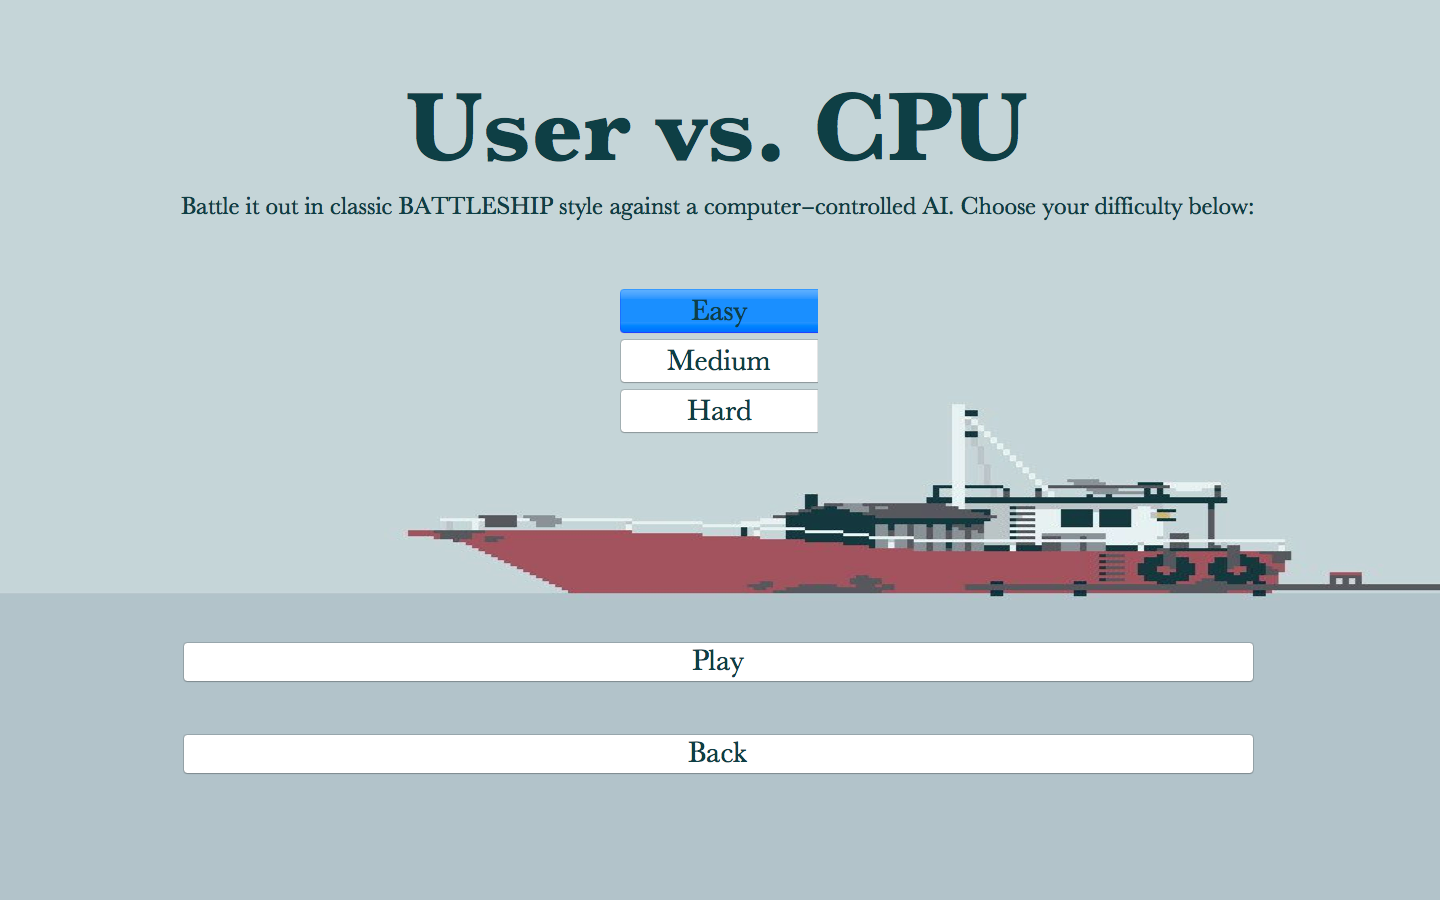 User vs. CPU
Battle it out in classic BATTLESHIP style against a computer–controlled AI. Choose your difficulty below:
Easy
Medium
Hard
Play
Back